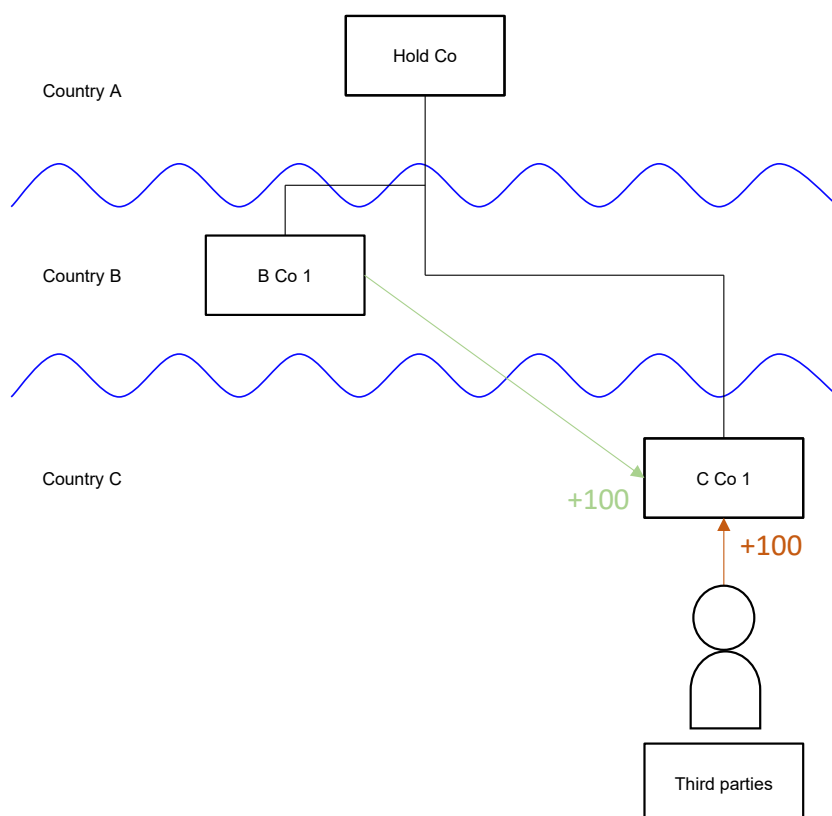 Hold Co
Country A
Country B
B Co 1
Country C
C Co 1
+100
+100
Third parties